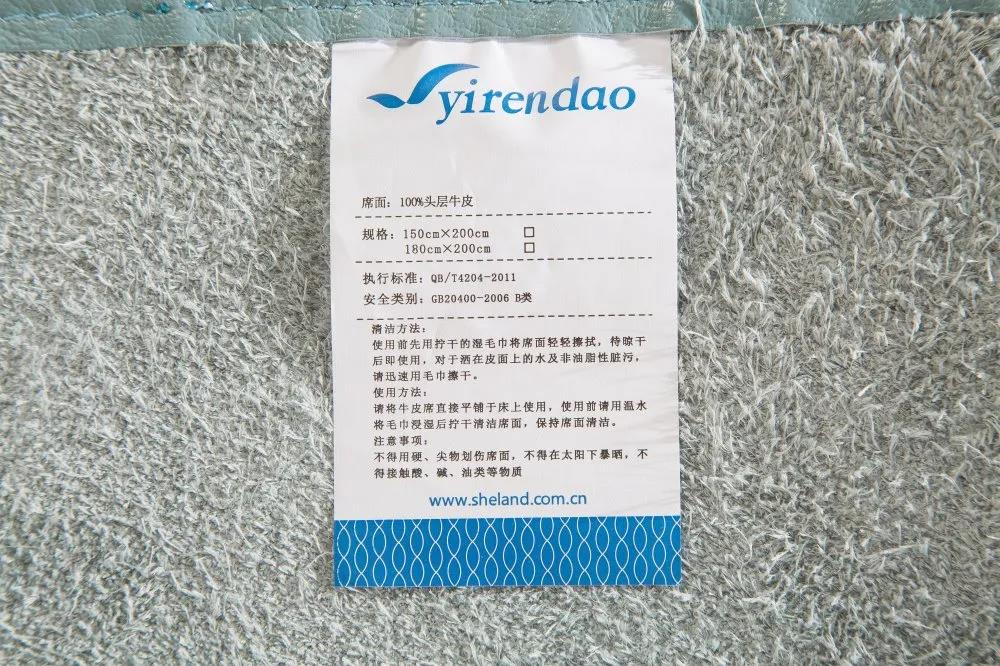 yirendao
席面：100%头层牛皮
规格：150cm×200cm □
180cm×200cm □
执行标准：QB/T4204-2011
安全类别：GB20400-2006 B类
清洁方法：
使用前先用拧干的湿毛巾将席面轻轻擦拭，待晾干
后即使用，对于洒在皮面上的水及非油脂性脏污，
请迅速用毛巾擦干。
使用方法：
请将牛皮席直接平铺于床上使用，使用前请用温水
将毛巾浸湿后拧干清洁席面，保持席面清洁。
注意事项：
不得用硬、尖物划伤席面，不得在太阳下暴晒，不
得接触酸、碱、油类等物质
www.sheland.com.cn